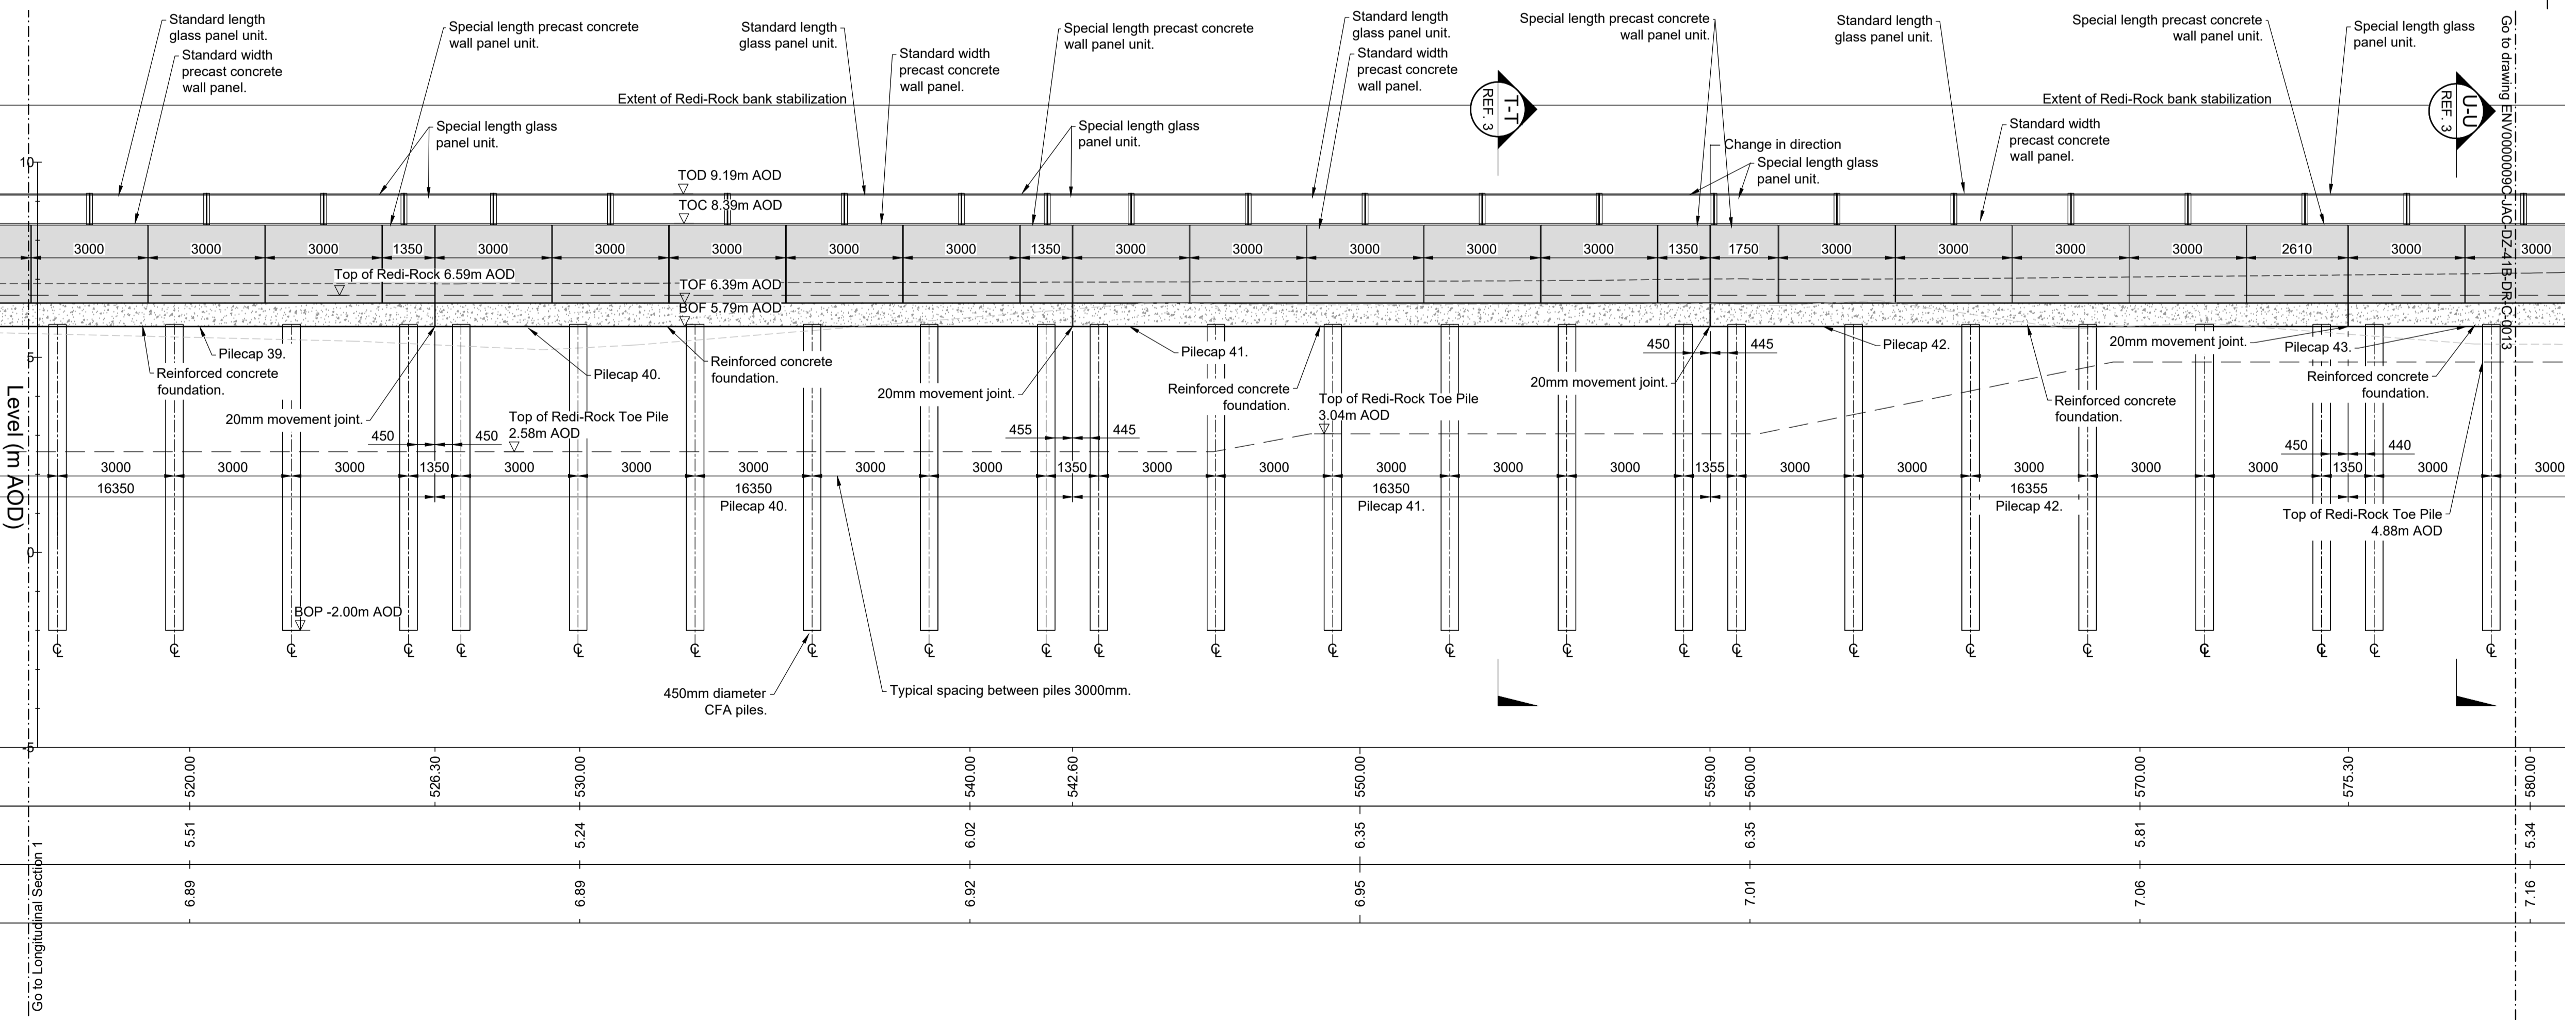 Standard length
glass panel unit.
Standard width
precast concrete
wall panel.
Special length precast concrete
wall panel unit.
Special length glass
panel unit.
Extent of Redi-Rock bank stabilization
Standard length
glass panel unit.
Standard width
precast concrete
wall panel.
Special length precast concrete
wall panel unit.
Special length glass
panel unit.
Standard length
glass panel unit.
Standard width
precast concrete
wall panel.
Special length precast concrete
wall panel unit.
T-T
REF. 3
Change in direction
Special length glass
panel unit.
Standard length
glass panel unit.
Extent of Redi-Rock bank stabilization
Standard width
precast concrete
wall panel.
Special length precast concrete
wall panel unit.
Special length glass
panel unit.
U-U
REF. 3
Go to drawing ENV0000009C-JAC-DZ-41B-DR-C-0013
10
5
0
-5
Level (m AOD)
TOD 9.19m AOD
TOC 8.39m AOD
3000 3000 3000 1350 3000 3000 3000 3000 3000 1350 3000 3000 3000 3000 3000 1350 1750 3000 3000 3000 3000 2610 3000 3000
Top of Redi-Rock 6.59m AOD
TOF 6.39m AOD
BOF 5.79m AOD
Pilecap 39.
Reinforced concrete
foundation.
20mm movement joint.
Pilecap 40.
Reinforced concrete
foundation.
20mm movement joint.
Pilecap 41.
Reinforced concrete
foundation.
20mm movement joint.
450 445
Pilecap 42.
Reinforced concrete
foundation.
20mm movement joint.
Pilecap 43.
Reinforced concrete
foundation.
Top of Redi-Rock Toe Pile
2.58m AOD
Top of Redi-Rock Toe Pile
3.04m AOD
450 450
455 445
450 440
3000 3000 3000 1350 3000 3000 3000 3000 3000 1350 3000 3000 3000 3000 3000 1355 3000 3000 3000 3000 3000 1350 3000 3000
16350 16350 16350 16355
Pilecap 40. Pilecap 41. Pilecap 42.
Top of Redi-Rock Toe Pile
4.88m AOD
BOP -2.00m AOD
℄ ℄ ℄ ℄ ℄ ℄ ℄ ℄ ℄ ℄ ℄ ℄ ℄ ℄ ℄ ℄ ℄ ℄ ℄ ℄ ℄ ℄ ℄ ℄
450mm diameter
CFA piles.
Typical spacing between piles 3000mm.
520.00 526.30 530.00 540.00 542.60 550.00 559.00 560.00 570.00 575.30 580.00
5.51 5.24 6.02 6.35 6.35 5.81 5.34
6.89 6.89 6.92 6.95 7.01 7.06 7.16
Go to Longitudinal Section 1